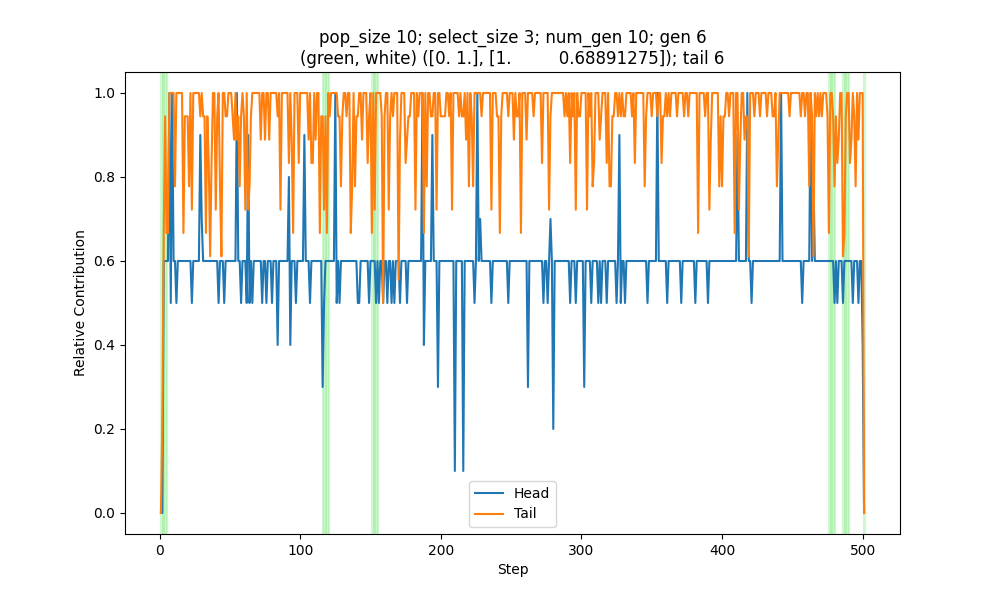 pop_size 10; select_size 3; num_gen 10; gen 6
(green, white) ([0. 1.], [1.         0.68891275]); tail 6
1.0
0.8
0.6
0.4
0.2
0.0
Relative Contribution
Head
Tail
0 100 200 300 400 500
Step